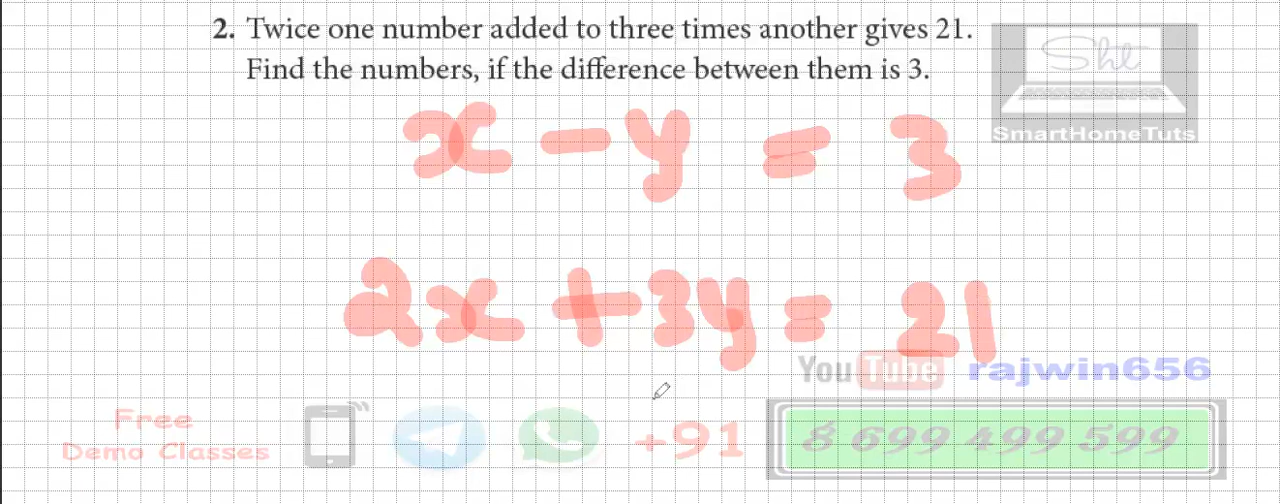 2. Twice one number added to three times another gives 21.
Find the numbers, if the difference between them is 3.
Sht
SmartHomeTuts
x - y = 3
2x + 3y = 21
YouTube rajwin656
Free
Demo Classes
+91 8 699 499 599